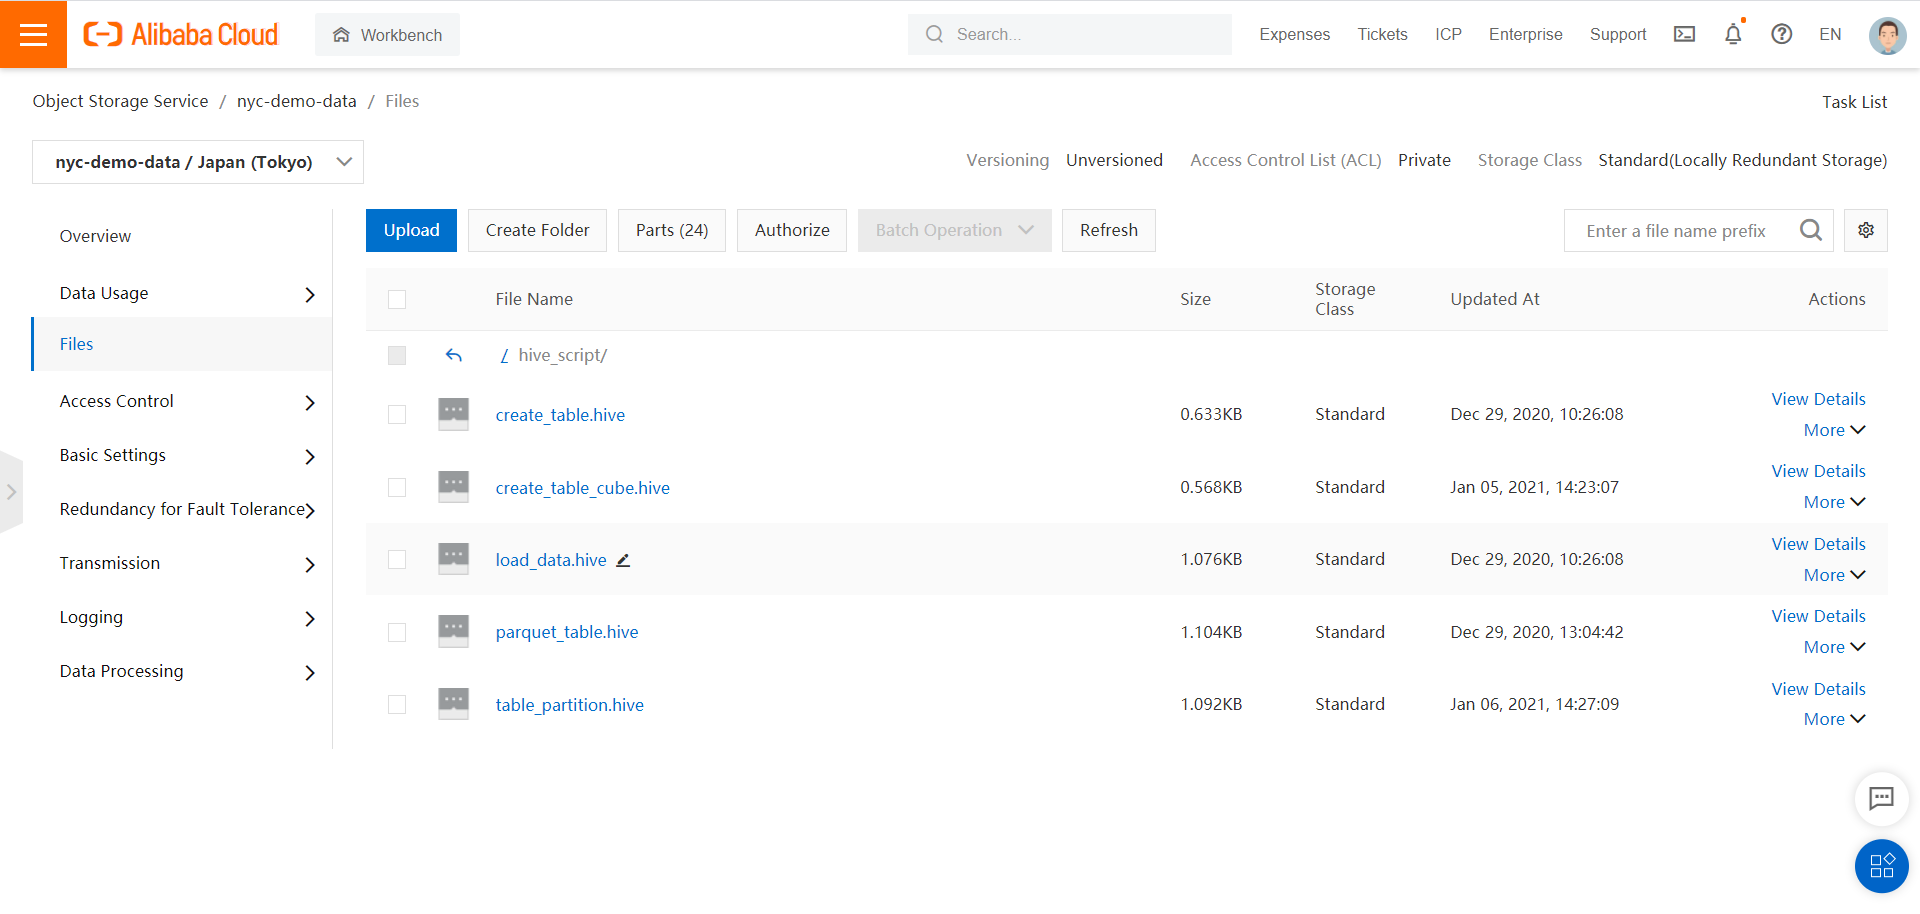 Alibaba Cloud
Workbench
Search...
Expenses
Tickets
ICP
Enterprise
Support
EN
Object Storage Service / nyc-demo-data / Files
Task List
nyc-demo-data / Japan (Tokyo)
Versioning Unversioned Access Control List (ACL) Private Storage Class Standard(Locally Redundant Storage)
Overview
Data Usage
Files
Access Control
Basic Settings
Redundancy for Fault Tolerance
Transmission
Logging
Data Processing
Upload
Create Folder
Parts (24)
Authorize
Batch Operation
Refresh
Enter a file name prefix
File Name
Size
Storage
Class
Updated At
Actions
/ hive_script/
create_table.hive
0.633KB
Standard
Dec 29, 2020, 10:26:08
View Details
More
create_table_cube.hive
0.568KB
Standard
Jan 05, 2021, 14:23:07
View Details
More
load_data.hive
1.076KB
Standard
Dec 29, 2020, 10:26:08
View Details
More
parquet_table.hive
1.104KB
Standard
Dec 29, 2020, 13:04:42
View Details
More
table_partition.hive
1.092KB
Standard
Jan 06, 2021, 14:27:09
View Details
More